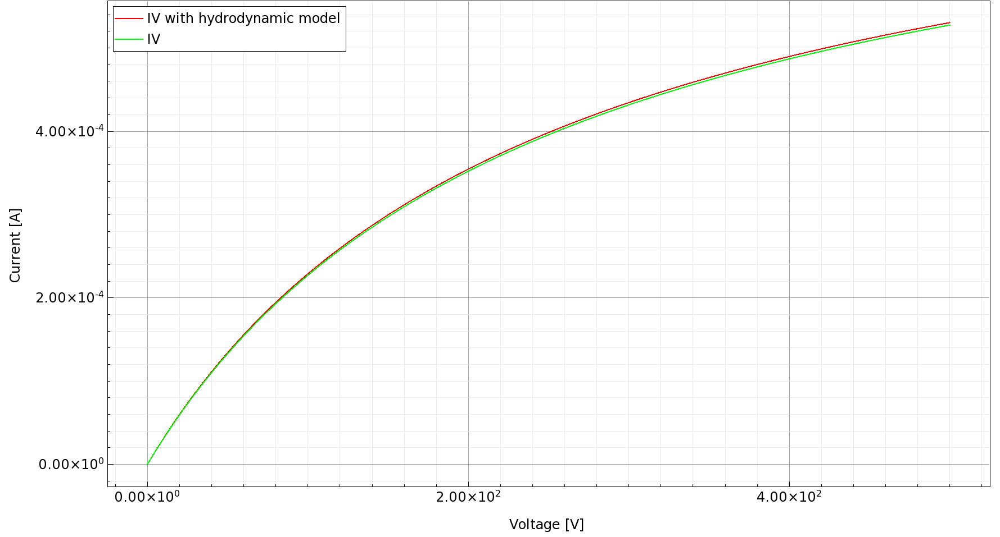 IV with hydrodynamic model
IV
4.00×10⁻⁴
2.00×10⁻⁴
0.00×10⁰
Current [A]
0.00×10⁰ 2.00×10² 4.00×10²
Voltage [V]